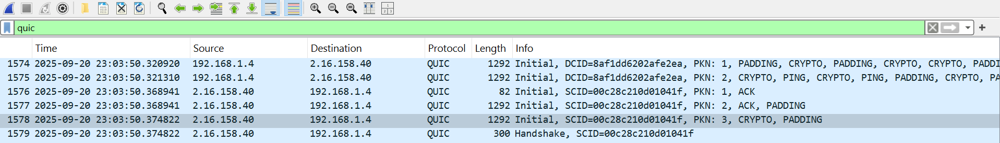 quic
Time Source Destination Protocol Length Info
1574 2025-09-20 23:03:50.320920 192.168.1.4 2.16.158.40 QUIC 1292 Initial, DCID=8af1dd6202afe2ea, PKN: 1, PADDING, CRYPTO, PADDING, CRYPTO, CRYPTO, PADDI
1575 2025-09-20 23:03:50.321310 192.168.1.4 2.16.158.40 QUIC 1292 Initial, DCID=8af1dd6202afe2ea, PKN: 2, CRYPTO, PING, CRYPTO, PING, PADDING, CRYPTO, PA
1576 2025-09-20 23:03:50.368941 2.16.158.40 192.168.1.4 QUIC 82 Initial, SCID=00c28c210d01041f, PKN: 1, ACK
1577 2025-09-20 23:03:50.368941 2.16.158.40 192.168.1.4 QUIC 1292 Initial, SCID=00c28c210d01041f, PKN: 2, ACK, PADDING
1578 2025-09-20 23:03:50.374822 2.16.158.40 192.168.1.4 QUIC 1292 Initial, SCID=00c28c210d01041f, PKN: 3, CRYPTO, PADDING
1579 2025-09-20 23:03:50.374822 2.16.158.40 192.168.1.4 QUIC 300 Handshake, SCID=00c28c210d01041f